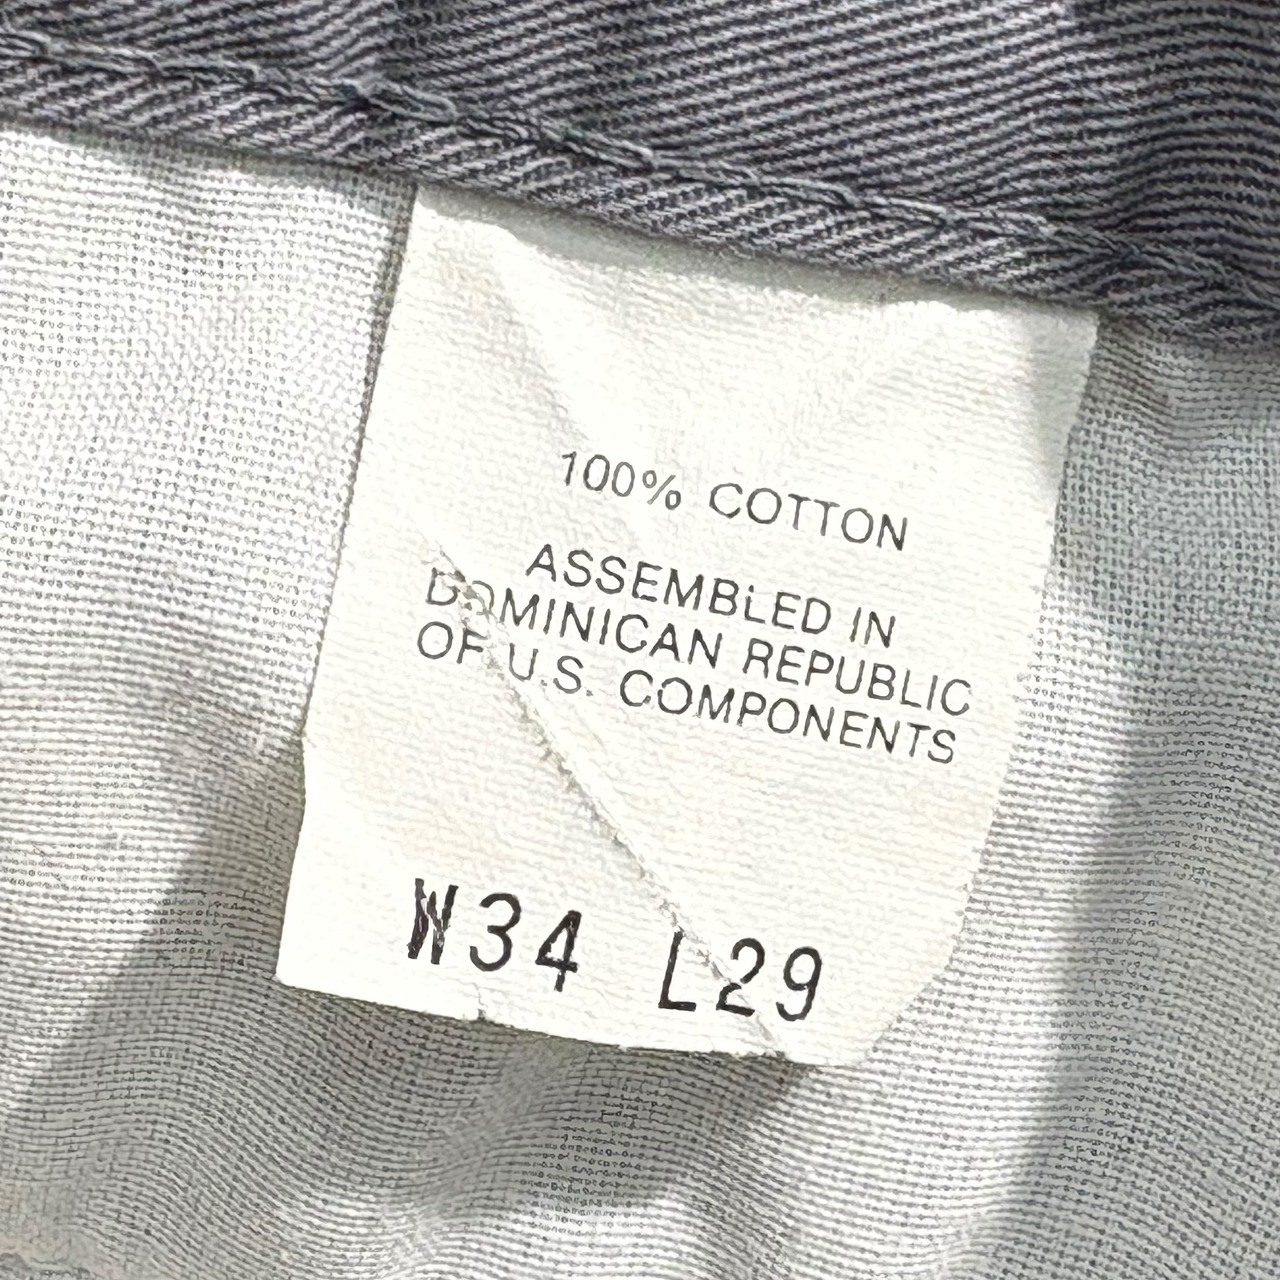 100% COTTON
ASSEMBLED IN
DOMINICAN REPUBLIC
OF U.S. COMPONENTS
W34 L29